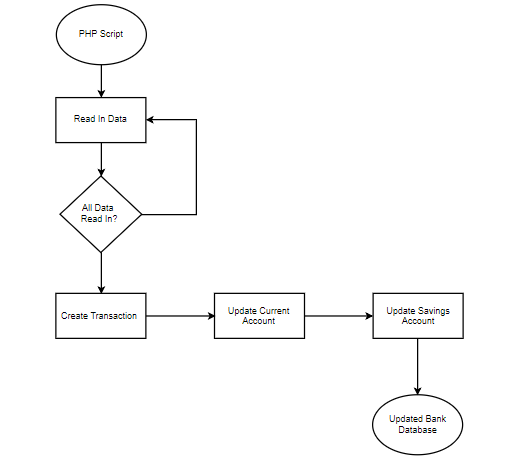 PHP Script
Read In Data
All Data
Read In?
Create Transaction
Update Current
Account
Update Savings
Account
Updated Bank
Database